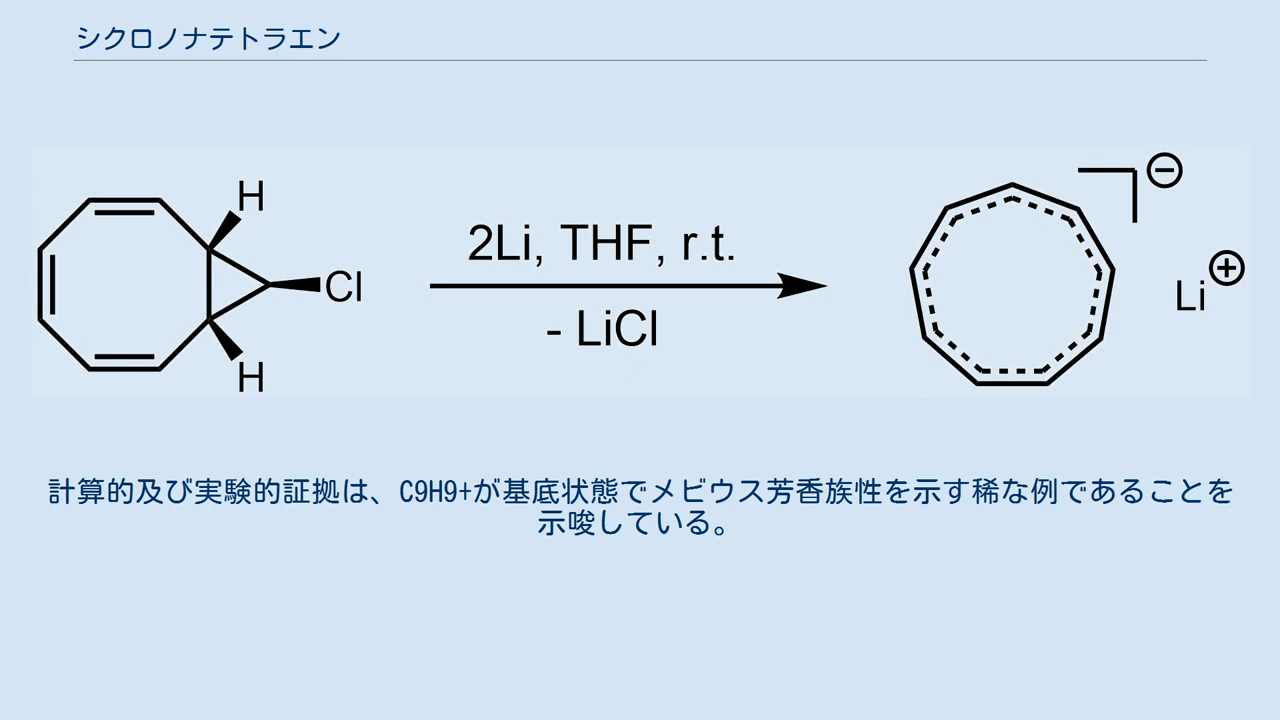 シクロノナテトラエン
H
Cl
H
2Li, THF, r.t.
- LiCl
−
Li +
計算的及び実験的証拠は、C9H9+が基底状態でメビウス芳香族性を示す稀な例であることを
示唆している。